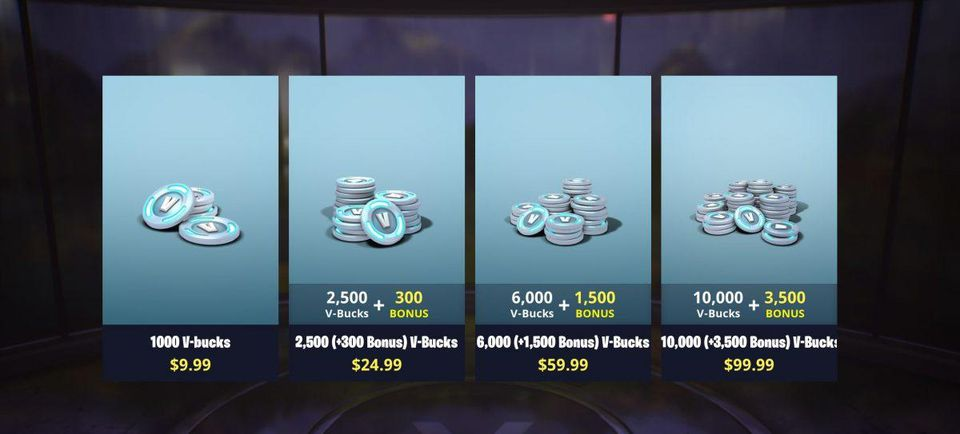 2,500 + 300
V-Bucks BONUS
6,000 + 1,500
V-Bucks BONUS
10,000 + 3,500
V-Bucks BONUS
1000 V-bucks
$9.99
2,500 (+300 Bonus) V-Bucks
$24.99
6,000 (+1,500 Bonus) V-Bucks
$59.99
10,000 (+3,500 Bonus) V-Bucks
$99.99